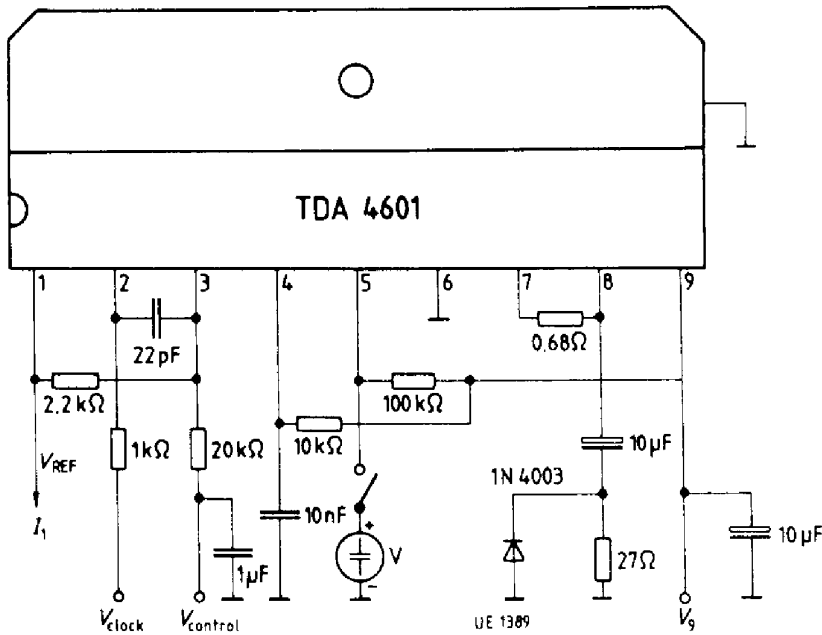 TDA 4601
1 2 3 4 5 6 7 8 9
22pF
0,68Ω
2,2kΩ
100kΩ
10kΩ
1kΩ
20kΩ
10µF
V_REF
1N 4003
I_1
10nF
+
V
-
1µF
27Ω
10µF
V_clock
V_control
UE 1389
V_9